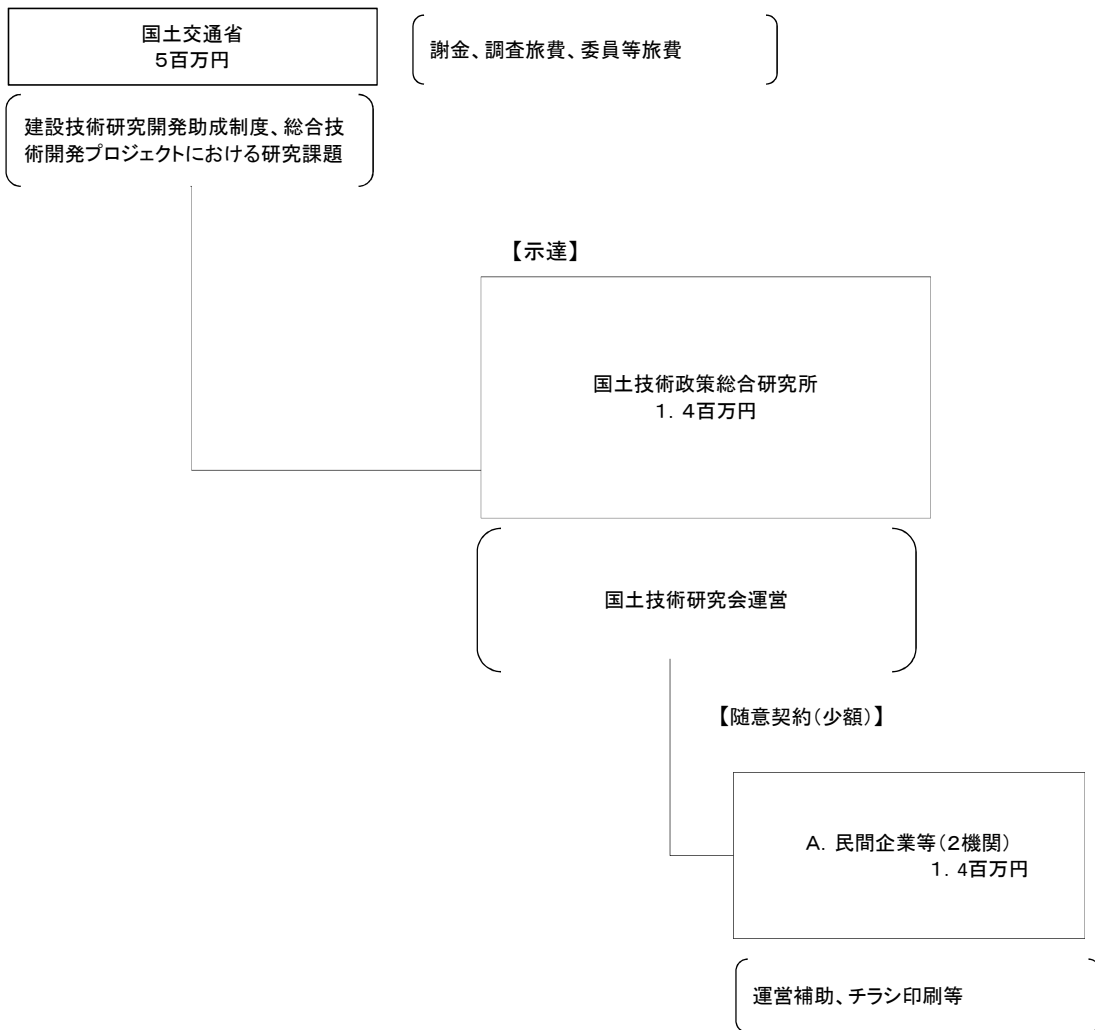 国土交通省
5百万円
謝金、調査旅費、委員等旅費
建設技術研究開発助成制度、総合技
術開発プロジェクトにおける研究課題
【示達】
国土技術政策総合研究所
1．4百万円
国土技術研究会運営
【随意契約（少額）】
A．民間企業等（2機関）
1．4百万円
運営補助、チラシ印刷等